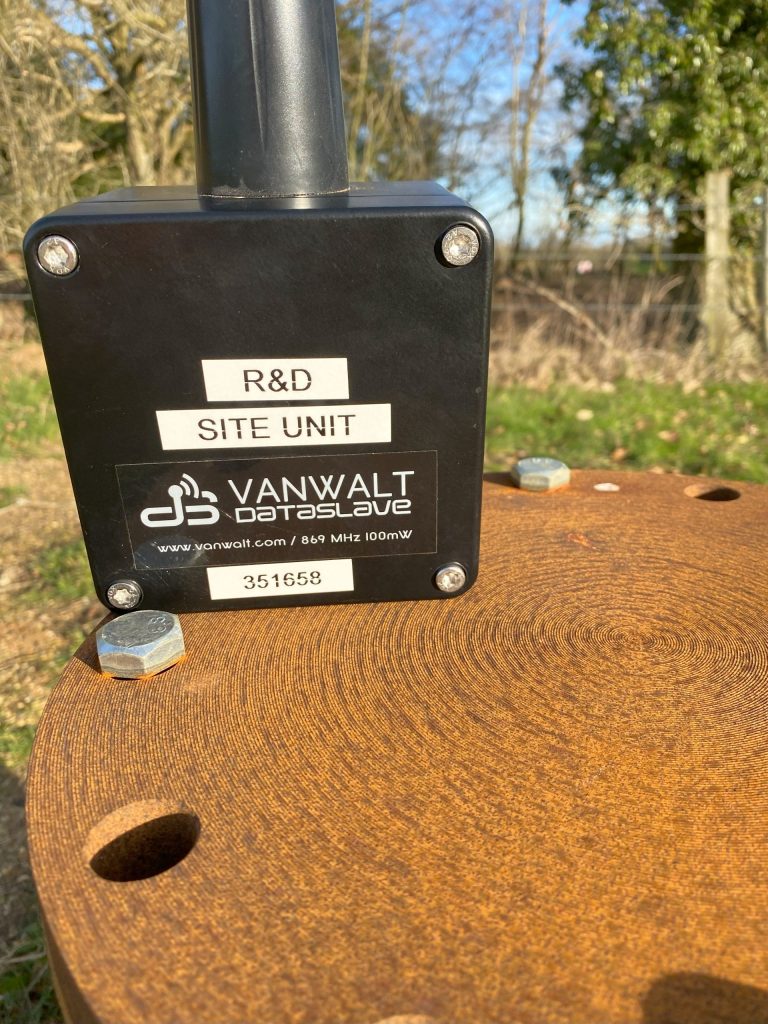 R&D
SITE UNIT
VANWALT
DATASLAVE
www.vanwalt.com / 869 MHz 100mW
351658